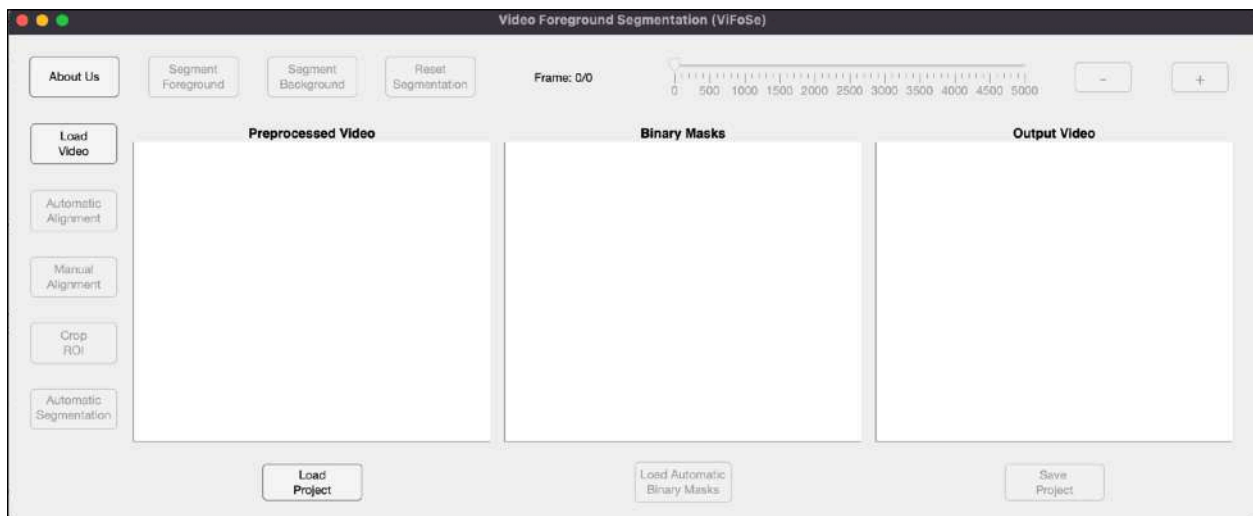 Video Foreground Segmentation (ViFoSe)
About Us
Segment
Foreground
Segment
Background
Reset
Segmentation
Frame: 0/0
0 500 1000 1500 2000 2500 3000 3500 4000 4500 5000
-
+
Load
Video
Preprocessed Video
Binary Masks
Output Video
Automatic
Alignment
Manual
Alignment
Crop
ROI
Automatic
Segmentation
Load
Project
Load Automatic
Binary Masks
Save
Project